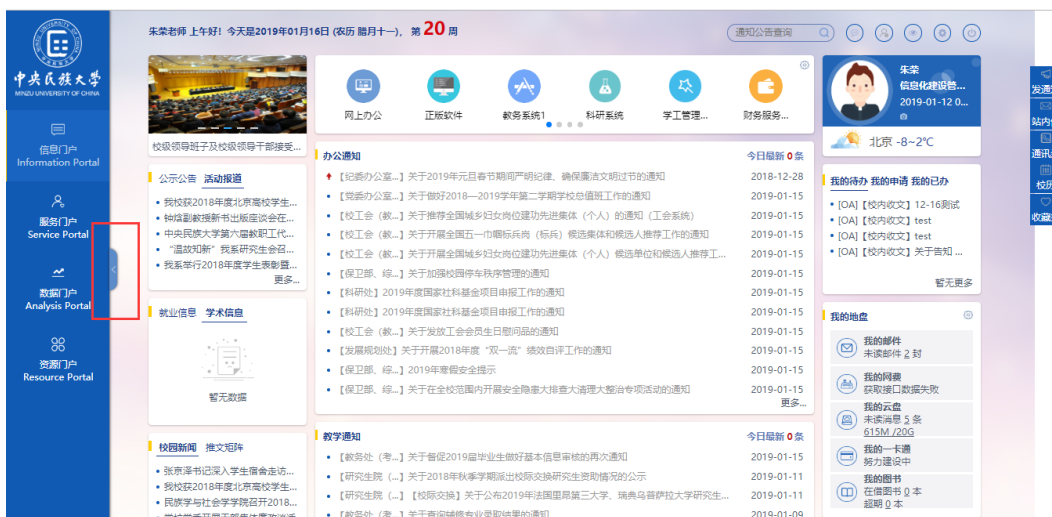 中央民族大学
MINZU UNIVERSITY OF CHINA
信息门户
Information Portal
服务门户
Service Portal
数据门户
Analysis Portal
资源门户
Resource Portal
朱荣老师 上午好！今天是2019年01月16日 (农历 腊月十一)， 第 20 周
通知公告查询
校级领导班子及校级领导干部接受...
网上办公 正版软件 教务系统1 科研系统 学工管理... 财务服务...
公示公告 活动报道
我校获2018年度北京高校学生...
钟焓副教授新书出版座谈会在...
中央民族大学第六届教职工代...
“温故知新”我系研究生会召...
我系举行2018年度学生表彰暨...
更多...
就业信息 学术信息
暂无数据
校园新闻 推文矩阵
张京泽书记深入学生宿舍走访...
我校获2018年度北京高校学生...
民族学与社会学学院召开2018...
办公通知 今日最新 0 条
【纪委办公室...】关于2019年元旦春节期间严明纪律、确保廉洁文明过节的通知 2018-12-28
【党委办公室...】关于做好2018—2019学年第二学期学校总值班工作的通知 2019-01-15
【校工会（教...】关于推荐全国城乡妇女岗位建功先进集体（个人）的通知（工会系统） 2019-01-15
【校工会（教...】关于开展全国五一巾帼标兵岗（标兵）候选集体和候选人推荐工作的通知 2019-01-15
【校工会（教...】关于开展全国城乡妇女岗位建功先进集体（个人）候选单位和候选人推荐工... 2019-01-15
【保卫部、综...】关于加强校园停车秩序管理的通知 2019-01-15
【科研处】2019年度国家社科基金项目申报工作的通知 2019-01-15
【科研处】2019年度国家社科基金项目申报工作的通知 2019-01-15
【校工会（教...】关于发放工会会员生日慰问品的通知 2019-01-15
【发展规划处】关于开展2018年度“双一流”绩效自评工作的通知 2019-01-15
【保卫部、综...】2019年寒假安全提示 2019-01-15
【保卫部、综...】关于在全校范围内开展安全隐患大排查大清理大整治专项活动的通知 2019-01-15
更多...
教学通知 今日最新 0 条
【教务处（考...】关于督促2019届毕业生做好基本信息审核的再次通知 2019-01-15
【研究生院（...】关于2018年秋季学期派出校际交换研究生资助情况的公示 2019-01-11
【研究生院（...】【校际交换】关于公布2019年法国里昂第三大学、瑞典乌普萨拉大学研究生... 2019-01-11
【教务处（考...】关于查询辅修专业录取结果的通知 2019-01-09
朱荣
信息化建设管...
2019-01-12 0...
北京 -8~2℃
我的待办 我的申请 我的已办
[OA]【校内收文】12-16测试
[OA]【校内收文】test
[OA]【校内收文】test
[OA]【校内收文】关于告知 ...
暂无更多
我的地盘
我的邮件
未读邮件 2 封
我的网费
获取接口数据失败
我的云盘
未读消息 5 条
615M /20G
我的一卡通
努力建设中
我的图书
在借图书 0 本
超期 0 本
发通
站内
通讯
校历
收藏